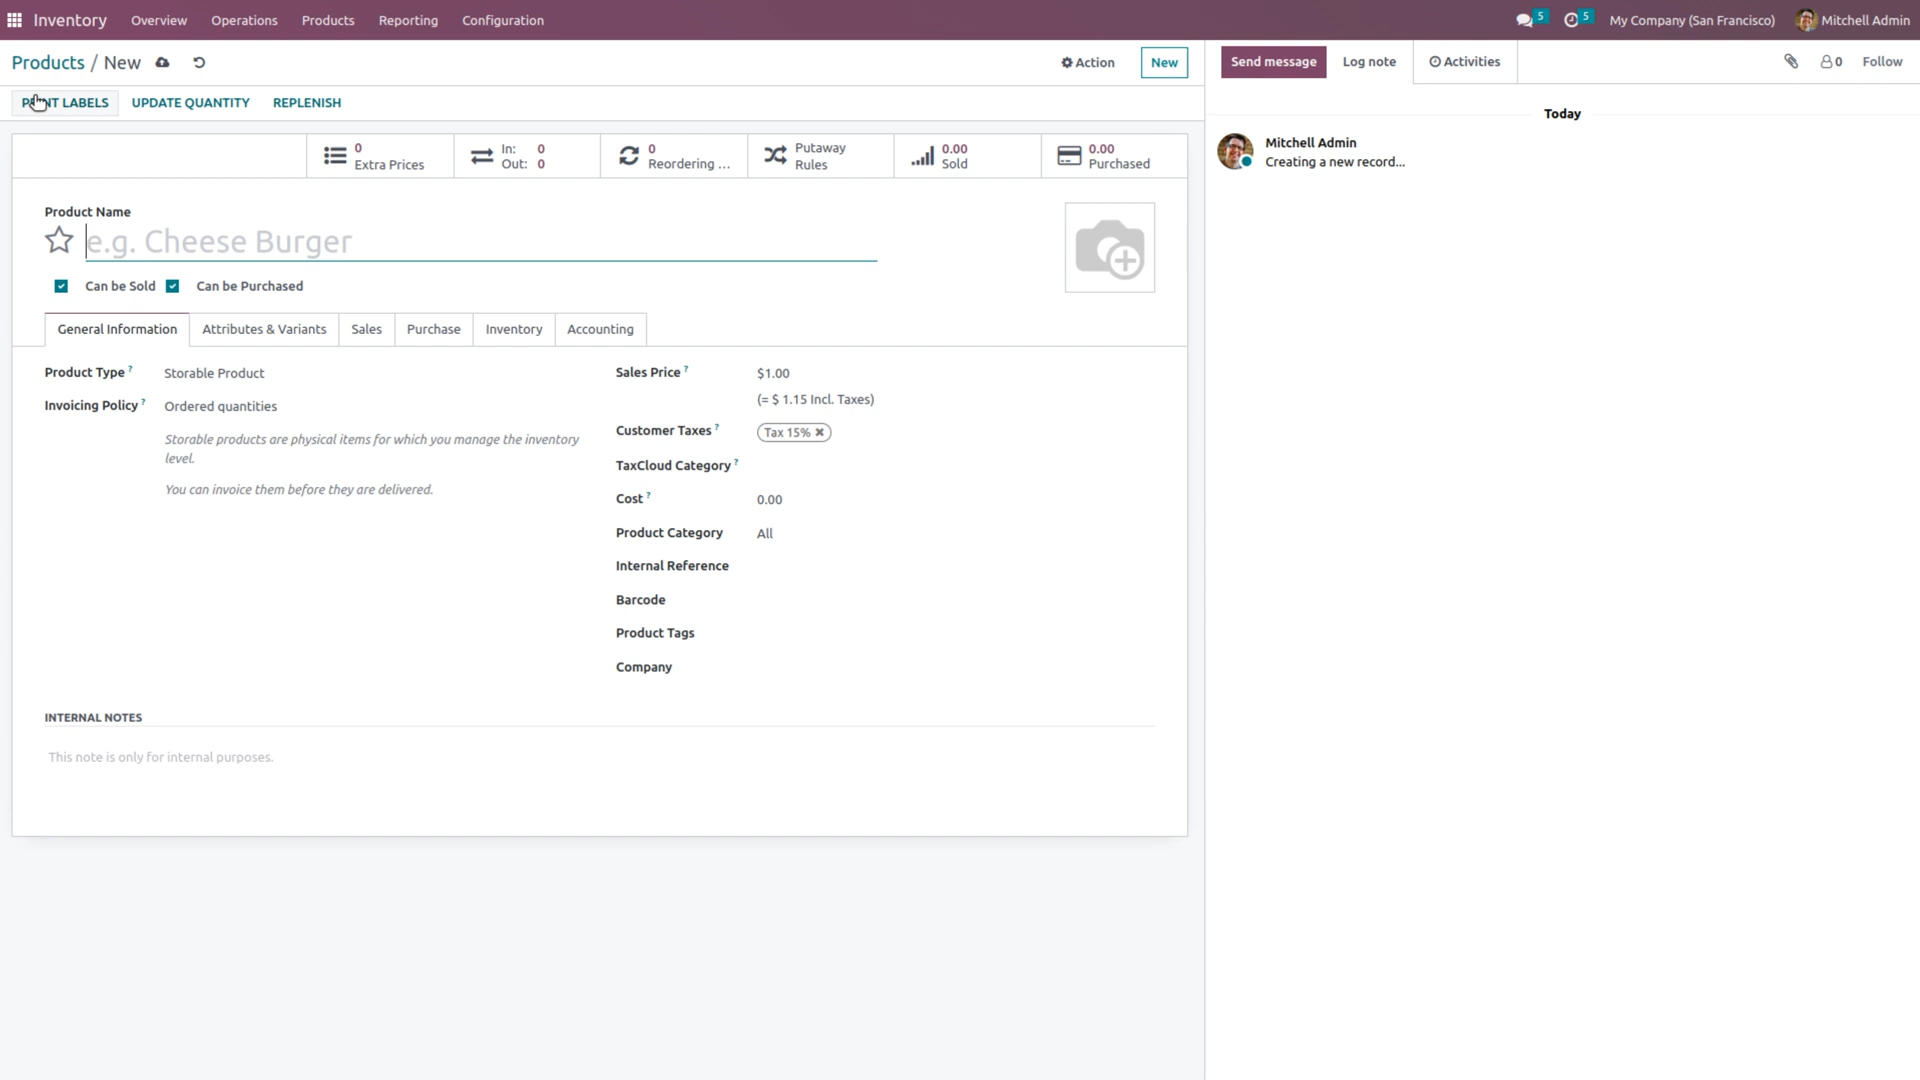 Inventory Overview Operations Products Reporting Configuration 5 5 My Company (San Francisco) Mitchell Admin
Products / New Action New Send message Log note Activities 0 Follow
LABELS UPDATE QUANTITY REPLENISH
Today
0 Extra Prices
In: 0
Out: 0
0 Reordering ...
Putaway Rules
0.00 Sold
0.00 Purchased
Mitchell Admin
Creating a new record...
Product Name
e.g. Cheese Burger
Can be Sold Can be Purchased
General Information Attributes & Variants Sales Purchase Inventory Accounting
Product Type ? Storable Product
Invoicing Policy ? Ordered quantities
Storable products are physical items for which you manage the inventory
level.
You can invoice them before they are delivered.
Sales Price ? $1.00
(= $ 1.15 Incl. Taxes)
Customer Taxes ? Tax 15%
TaxCloud Category ?
Cost ? 0.00
Product Category All
Internal Reference
Barcode
Product Tags
Company
INTERNAL NOTES
This note is only for internal purposes.